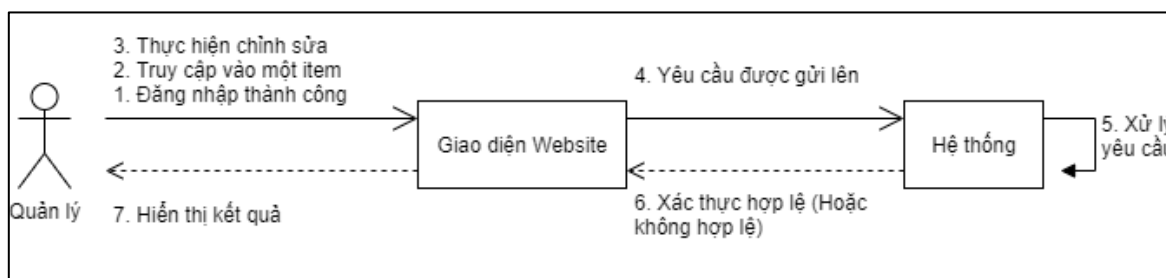 3. Thực hiện chỉnh sửa
2. Truy cập vào một item
1. Đăng nhập thành công
4. Yêu cầu được gửi lên
Giao diện Website
Hệ thống
5. Xử lý
yêu cầu
Quản lý
7. Hiển thị kết quả
6. Xác thực hợp lệ (Hoặc
không hợp lệ)